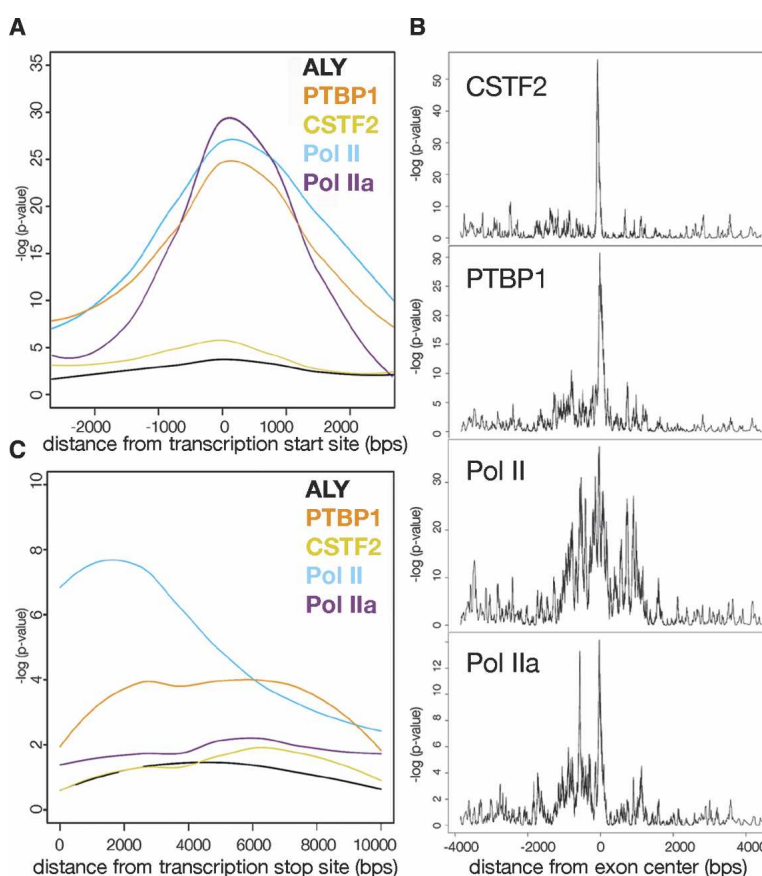 A
-log (p-value)
35
30
25
20
15
10
5
0
ALY
PTBP1
CSTF2
Pol II
Pol IIa
-2000 -1000 0 1000 2000
distance from transcription start site (bps)
B
-log (p-value)
50
40
30
20
10
0
CSTF2
-log (p-value)
30
25
20
15
10
5
0
PTBP1
-log (p-value)
30
20
10
0
Pol II
-log (p-value)
12
10
8
6
4
2
0
Pol IIa
-4000 -2000 0 2000 4000
distance from exon center (bps)
C
-log (p-value)
10
8
6
4
2
0
ALY
PTBP1
CSTF2
Pol II
Pol IIa
0 2000 4000 6000 8000 10000
distance from transcription stop site (bps)